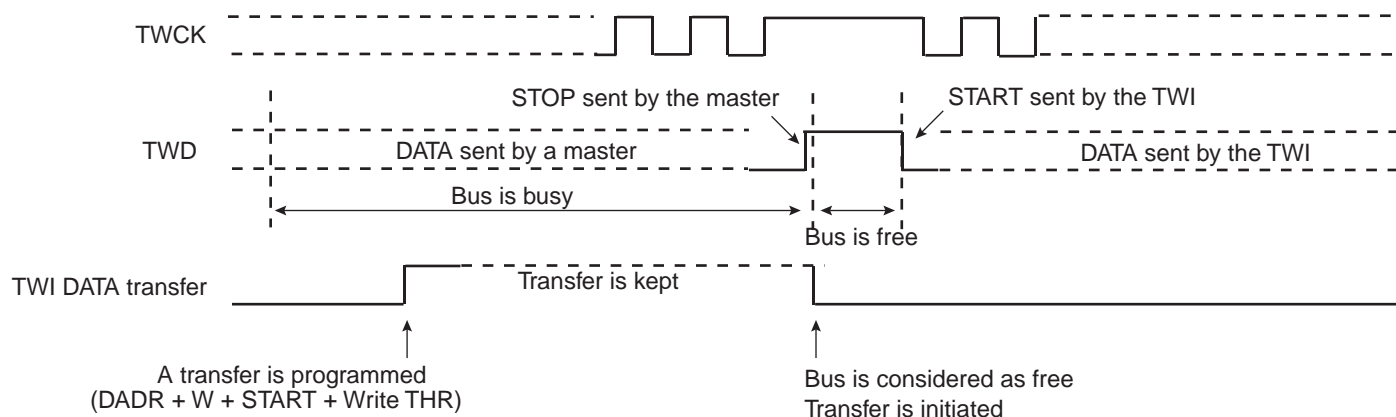 TWCK
STOP sent by the master
START sent by the TWI
TWD
DATA sent by a master
DATA sent by the TWI
Bus is busy
Bus is free
TWI DATA transfer
Transfer is kept
A transfer is programmed
(DADR + W + START + Write THR)
Bus is considered as free
Transfer is initiated